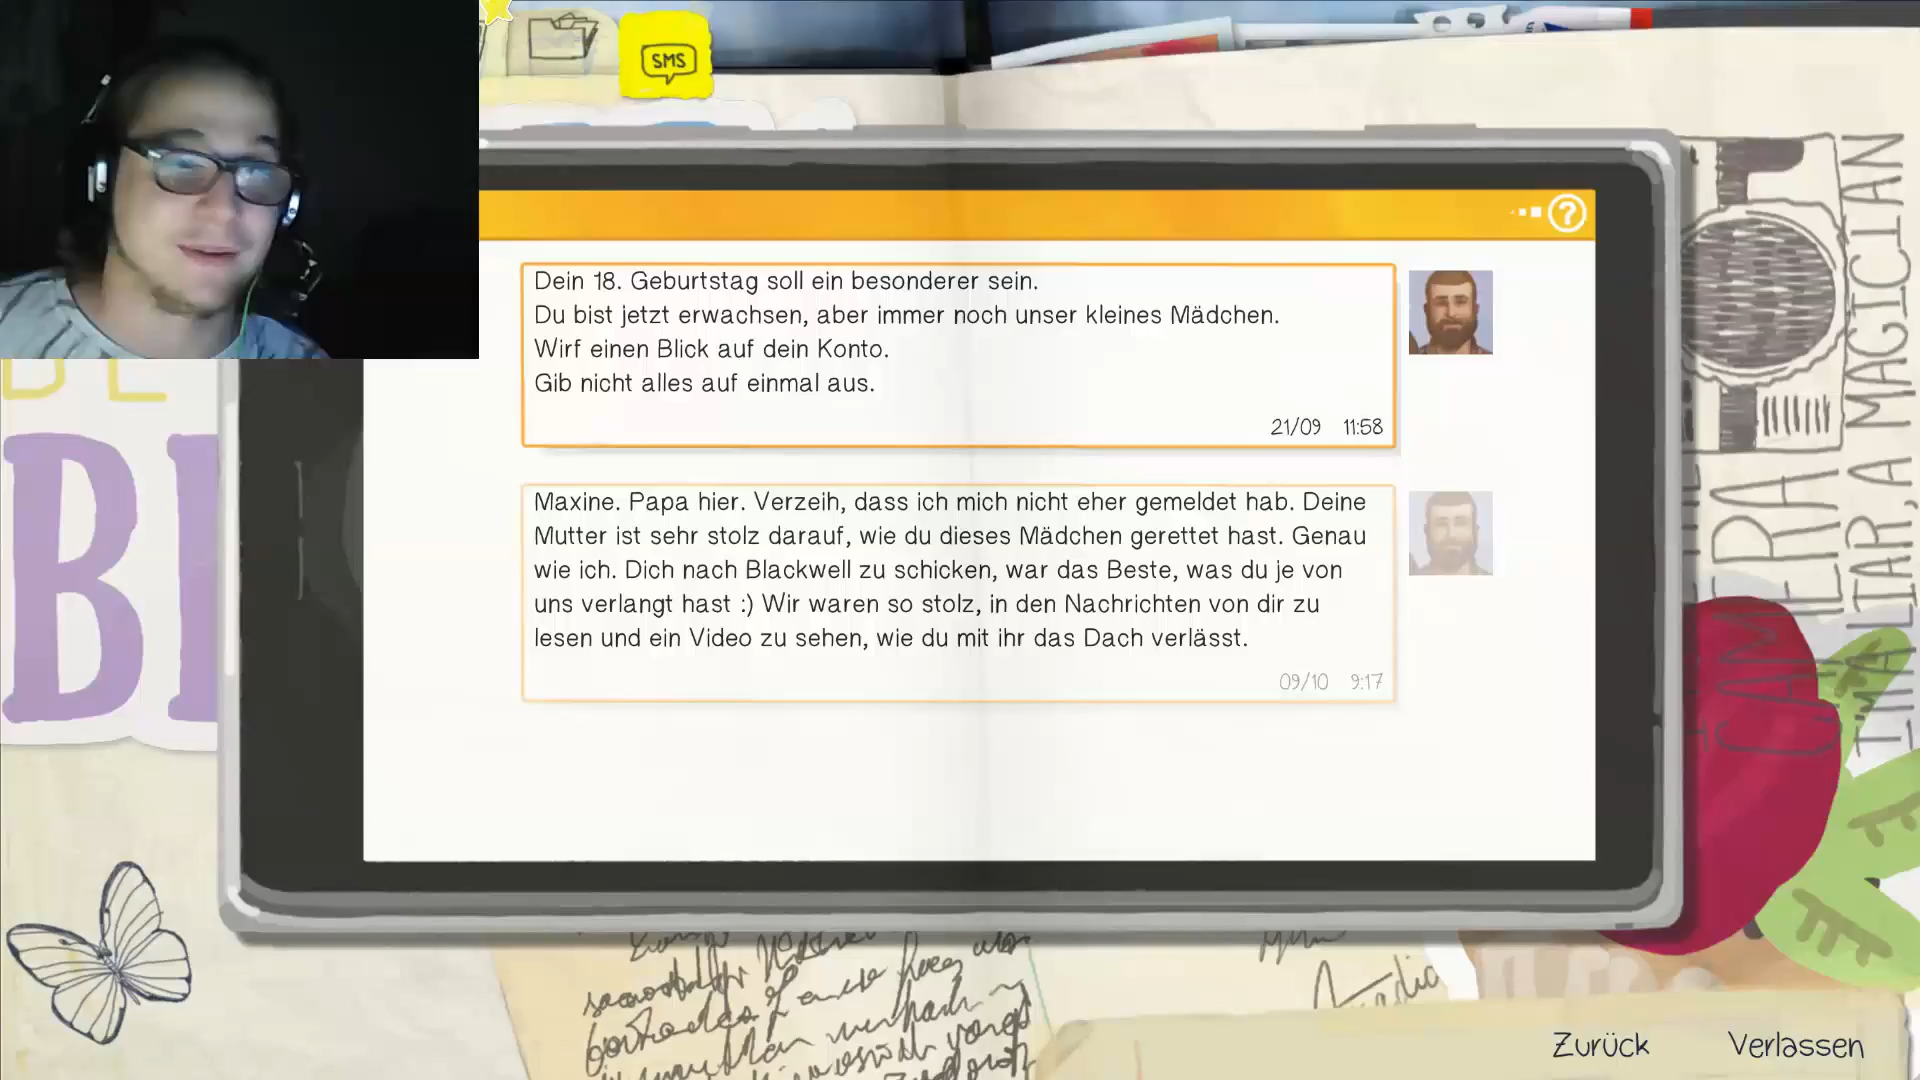 SMS
?
Dein 18. Geburtstag soll ein besonderer sein.
Du bist jetzt erwachsen, aber immer noch unser kleines Mädchen.
Wirf einen Blick auf dein Konto.
Gib nicht alles auf einmal aus.
21/09 11:58
Maxine. Papa hier. Verzeih, dass ich mich nicht eher gemeldet hab. Deine
Mutter ist sehr stolz darauf, wie du dieses Mädchen gerettet hast. Genau
wie ich. Dich nach Blackwell zu schicken, war das Beste, was du je von
uns verlangt hast :) Wir waren so stolz, in den Nachrichten von dir zu
lesen und ein Video zu sehen, wie du mit ihr das Dach verlässt.
09/10 9:17
CAMERA
LIAR, A MAGICIAN
Zurück
Verlassen